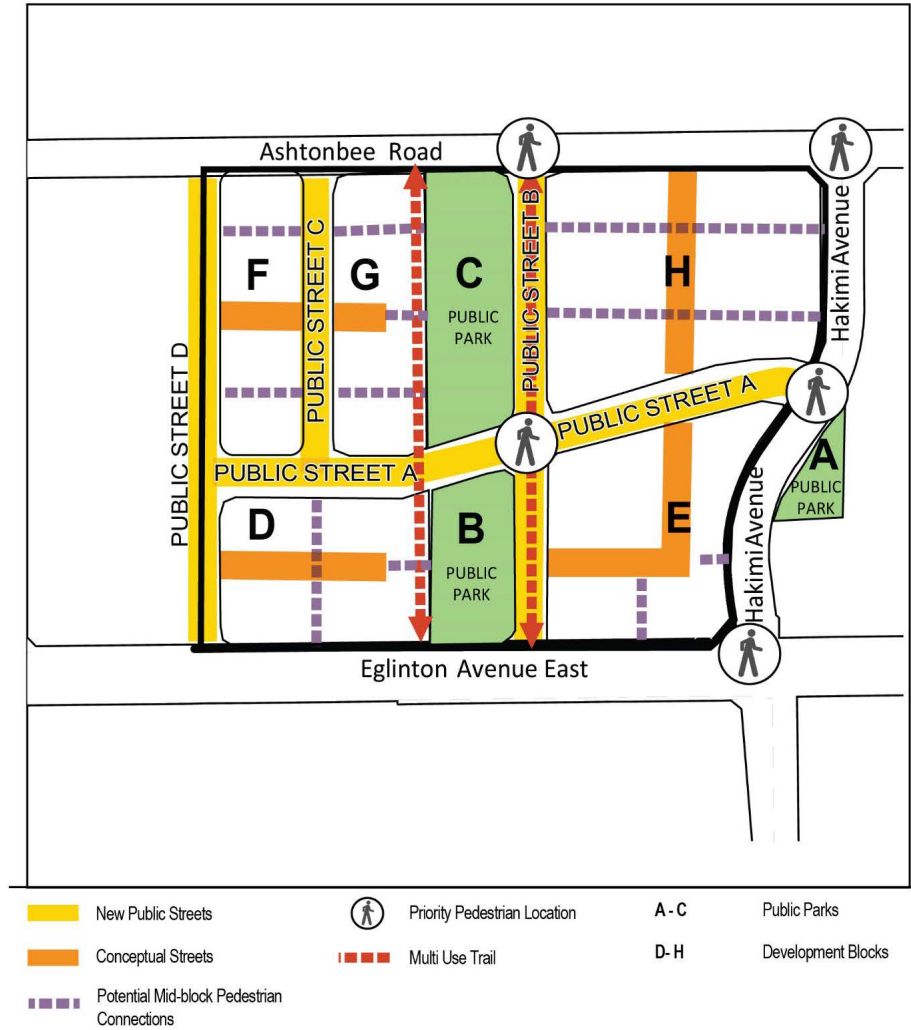 Ashtonbee Road
F
G
C
PUBLIC
PARK
H
PUBLIC STREET C
PUBLIC STREET B
Hakimi Avenue
PUBLIC STREET D
PUBLIC STREET A
PUBLIC STREET A
A
PUBLIC
PARK
D
B
PUBLIC
PARK
E
Hakimi Avenue
Eglinton Avenue East
New Public Streets
Priority Pedestrian Location
A - C
Public Parks
Conceptual Streets
Multi Use Trail
D- H
Development Blocks
Potential Mid-block Pedestrian
Connections